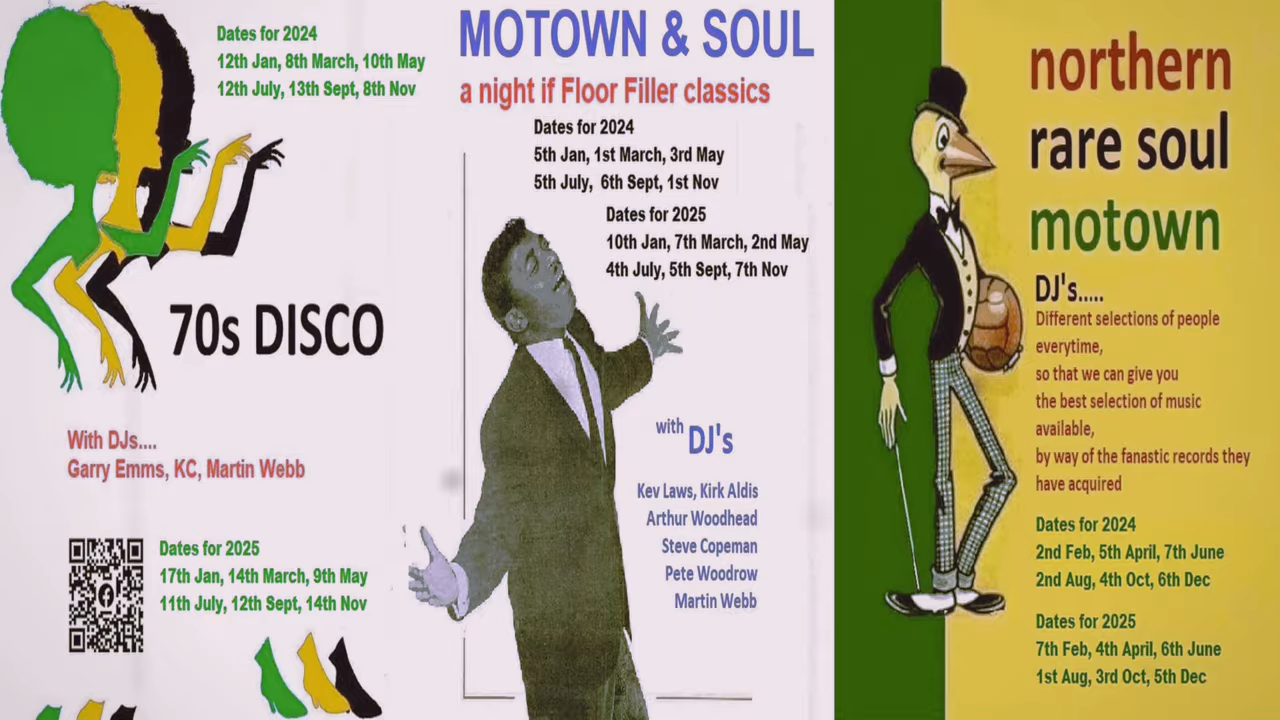 Dates for 2024
12th Jan, 8th March, 10th May
12th July, 13th Sept, 8th Nov
70s DISCO
With DJs....
Garry Emms, KC, Martin Webb
Dates for 2025
17th Jan, 14th March, 9th May
11th July, 12th Sept, 14th Nov
MOTOWN & SOUL
a night if Floor Filler classics
Dates for 2024
5th Jan, 1st March, 3rd May
5th July, 6th Sept, 1st Nov
Dates for 2025
10th Jan, 7th March, 2nd May
4th July, 5th Sept, 7th Nov
with DJ's
Kev Laws, Kirk Aldis
Arthur Woodhead
Steve Copeman
Pete Woodrow
Martin Webb
northern
rare soul
motown
DJ's.....
Different selections of people
everytime,
so that we can give you
the best selection of music
available,
by way of the fanastic records they
have acquired
Dates for 2024
2nd Feb, 5th April, 7th June
2nd Aug, 4th Oct, 6th Dec
Dates for 2025
7th Feb, 4th April, 6th June
1st Aug, 3rd Oct, 5th Dec